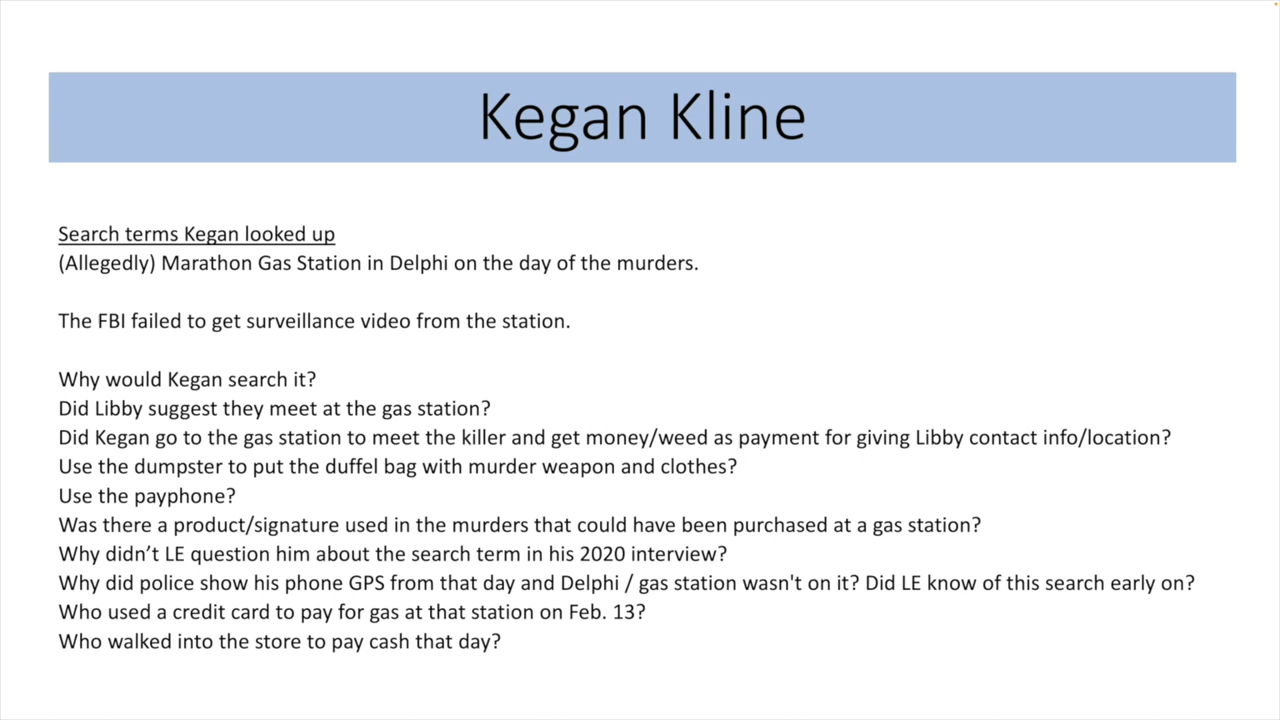 Kegan Kline
Search terms Kegan looked up
(Allegedly) Marathon Gas Station in Delphi on the day of the murders.
The FBI failed to get surveillance video from the station.
Why would Kegan search it?
Did Libby suggest they meet at the gas station?
Did Kegan go to the gas station to meet the killer and get money/weed as payment for giving Libby contact info/location?
Use the dumpster to put the duffel bag with murder weapon and clothes?
Use the payphone?
Was there a product/signature used in the murders that could have been purchased at a gas station?
Why didn’t LE question him about the search term in his 2020 interview?
Why did police show his phone GPS from that day and Delphi / gas station wasn't on it? Did LE know of this search early on?
Who used a credit card to pay for gas at that station on Feb. 13?
Who walked into the store to pay cash that day?